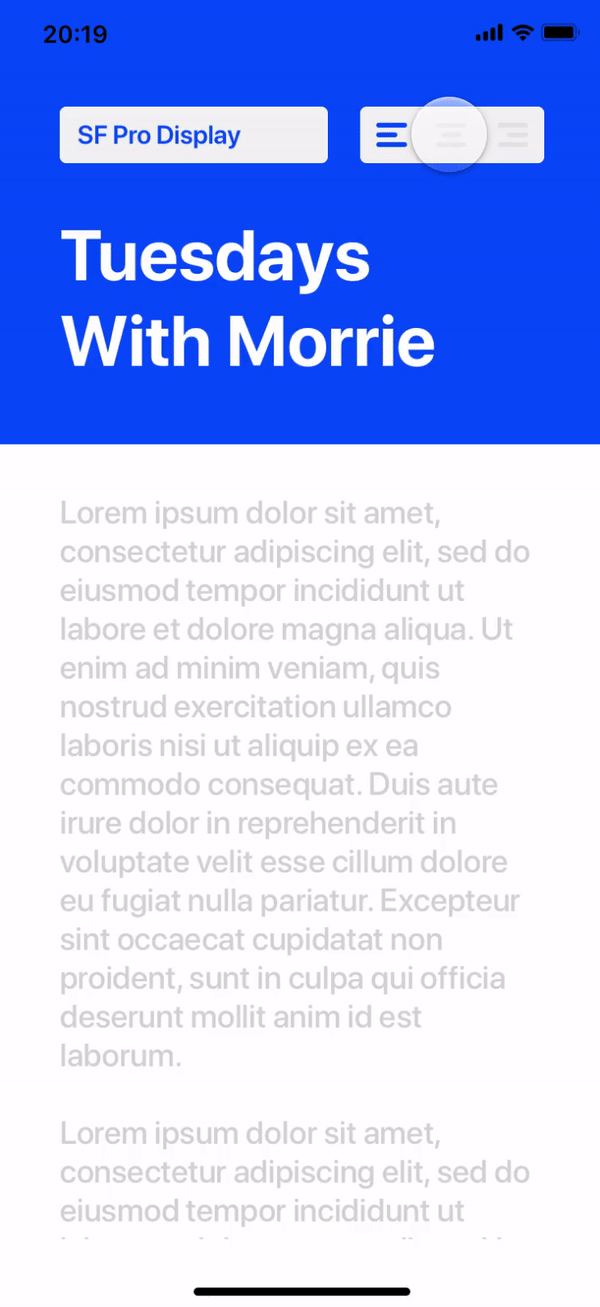 20:19
SF Pro Display
Tuesdays
With Morrie
Lorem ipsum dolor sit amet,
consectetur adipiscing elit, sed do
eiusmod tempor incididunt ut
labore et dolore magna aliqua. Ut
enim ad minim veniam, quis
nostrud exercitation ullamco
laboris nisi ut aliquip ex ea
commodo consequat. Duis aute
irure dolor in reprehenderit in
voluptate velit esse cillum dolore
eu fugiat nulla pariatur. Excepteur
sint occaecat cupidatat non
proident, sunt in culpa qui officia
deserunt mollit anim id est
laborum.
Lorem ipsum dolor sit amet,
consectetur adipiscing elit, sed do
eiusmod tempor incididunt ut